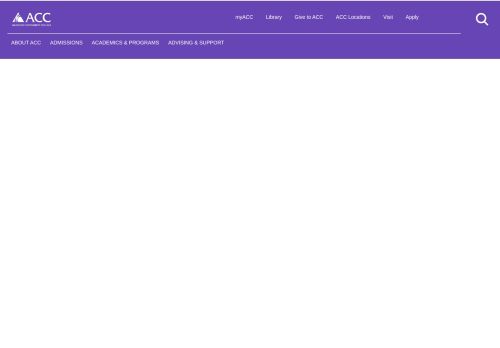 ACC
myACC Library Give to ACC ACC Locations Visit Apply
ABOUT ACC ADMISSIONS ACADEMICS & PROGRAMS ADVISING & SUPPORT